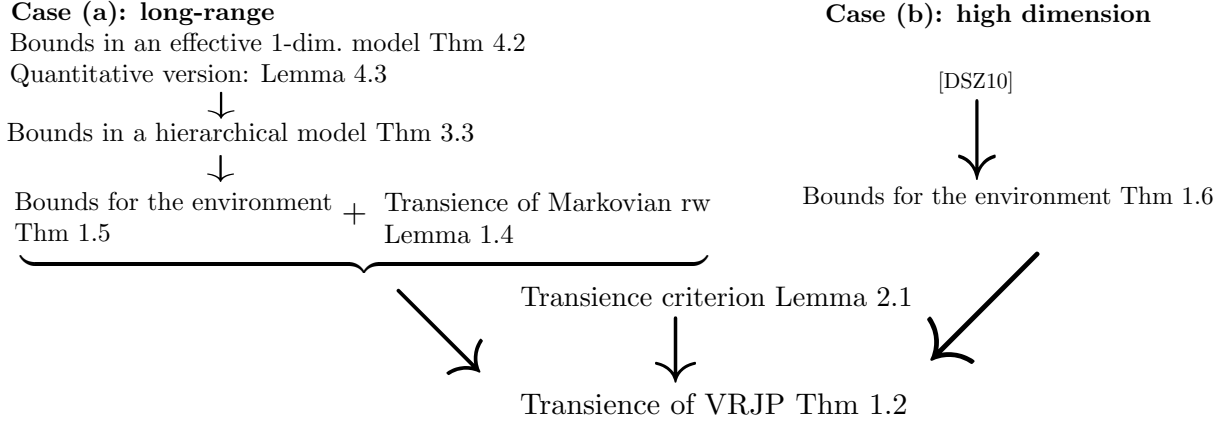 Case (a): long-range
Bounds in an effective 1-dim. model Thm 4.2
Quantitative version: Lemma 4.3
Bounds in a hierarchical model Thm 3.3
Bounds for the environment
Thm 1.5
+
Transience of Markovian rw
Lemma 1.4
Case (b): high dimension
[DSZ10]
Bounds for the environment Thm 1.6
Transience criterion Lemma 2.1
Transience of VRJP Thm 1.2